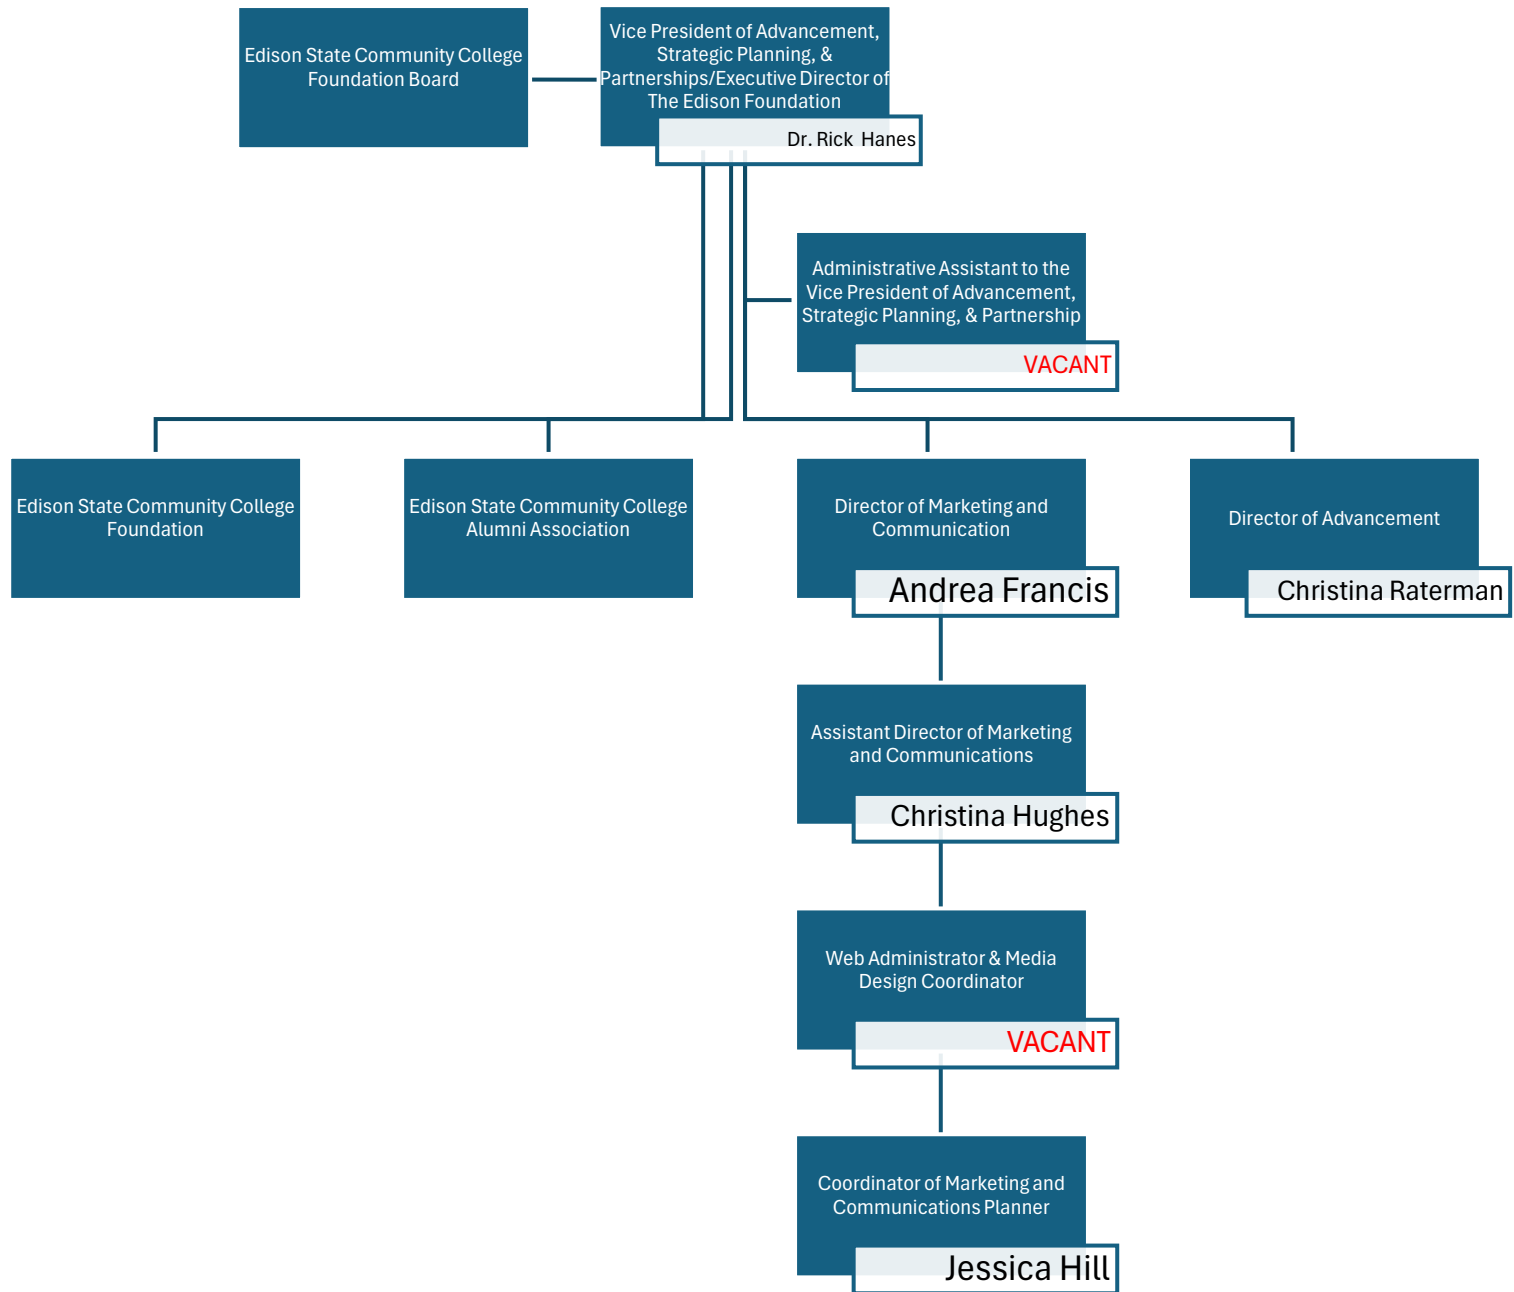 Edison State Community College
Foundation Board
Vice President of Advancement,
Strategic Planning, &
Partnerships/Executive Director of
The Edison Foundation
Dr. Rick Hanes
Administrative Assistant to the
Vice President of Advancement,
Strategic Planning, & Partnership
VACANT
Edison State Community College
Foundation
Edison State Community College
Alumni Association
Director of Marketing and
Communication
Andrea Francis
Director of Advancement
Christina Raterman
Assistant Director of Marketing
and Communications
Christina Hughes
Web Administrator & Media
Design Coordinator
VACANT
Coordinator of Marketing and
Communications Planner
Jessica Hill